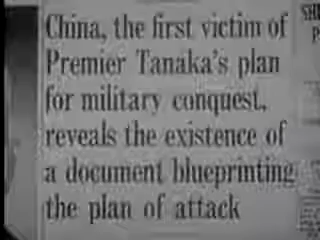 China, the first victim of
Premier Tanaka's plan
for military conquest,
reveals the existence of
a document blueprinting
the plan of attack